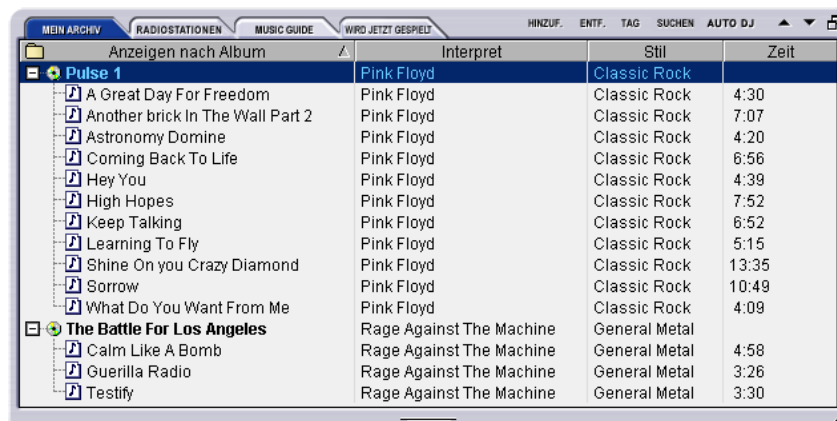 MEIN ARCHIV RADIOSTATIONEN MUSIC GUIDE WIRD JETZT GESPIELT HINZUF. ENTF. TAG SUCHEN AUTO DJ
Anzeigen nach Album Interpret Stil Zeit
Pulse 1 Pink Floyd Classic Rock
A Great Day For Freedom Pink Floyd Classic Rock 4:30
Another brick In The Wall Part 2 Pink Floyd Classic Rock 7:07
Astronomy Domine Pink Floyd Classic Rock 4:20
Coming Back To Life Pink Floyd Classic Rock 6:56
Hey You Pink Floyd Classic Rock 4:39
High Hopes Pink Floyd Classic Rock 7:52
Keep Talking Pink Floyd Classic Rock 6:52
Learning To Fly Pink Floyd Classic Rock 5:15
Shine On you Crazy Diamond Pink Floyd Classic Rock 13:35
Sorrow Pink Floyd Classic Rock 10:49
What Do You Want From Me Pink Floyd Classic Rock 4:09
The Battle For Los Angeles Rage Against The Machine General Metal
Calm Like A Bomb Rage Against The Machine General Metal 4:58
Guerilla Radio Rage Against The Machine General Metal 3:26
Testify Rage Against The Machine General Metal 3:30